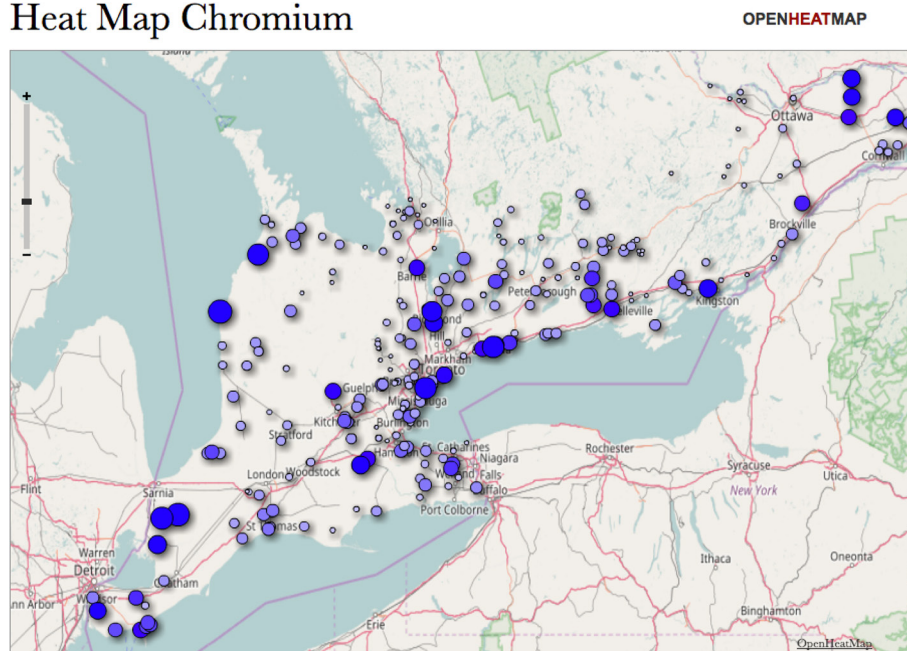 Heat Map Chromium
OPENHEATMAP
Island
+
−
Ottawa
Cornwall
Orillia
Brockville
Barrie
Peterborough
Kingston
Belleville
Hill
Markham
Toronto
Guelph
Mississauga
Kitchener
Burlington
Stratford
Hamilton
St. Catharines
Rochester
Niagara
Falls
Syracuse
London
Woodstock
Welland
Utica
Flint
Sarnia
Buffalo
New York
Port Colborne
St Thomas
Warren
Ithaca
Oneonta
Detroit
Chatham
Ann Arbor
Windsor
Binghamton
Erie
OpenHeatMap